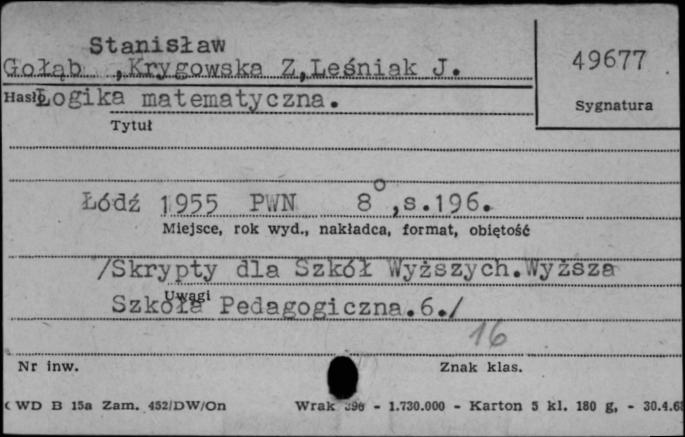 Stanisław
Gołąb , Krygowska Z,Leśniak J.
49677
Hasło Logika matematyczna.
Sygnatura
Tytuł
Łódź 1955 PWN 8°,s.196.
Miejsce, rok wyd., nakładca, format, objętość
/Skrypty dla Szkół Wyższych.Wyższa
Uwagi
Szkoła Pedagogiczna.6./
16
Nr inw.
Znak klas.
WD B 15a Zam. 452/DW/On Wrak - 1.730.000 - Karton 5 kl. 180 g, - 30.4.68